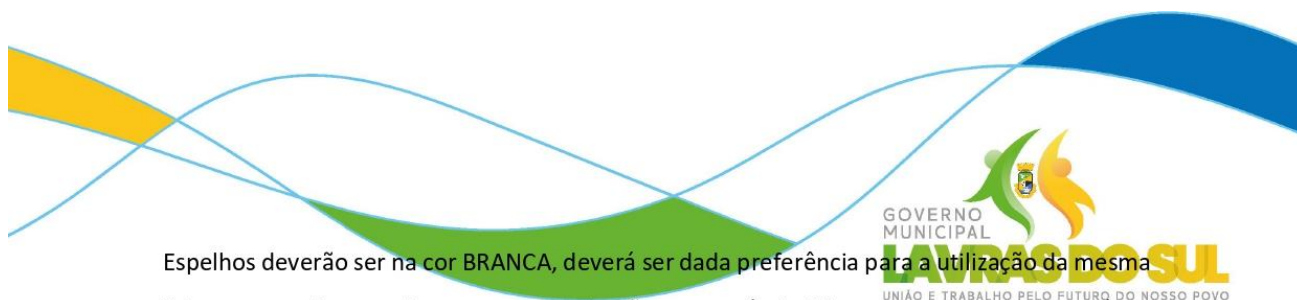 GOVERNO
MUNICIPAL
LAVRAS DO SUL
UNIÃO E TRABALHO PELO FUTURO DO NOSSO POVO
Espelhos deverão ser na cor BRANCA, deverá ser dada preferência para a utilização da mesma